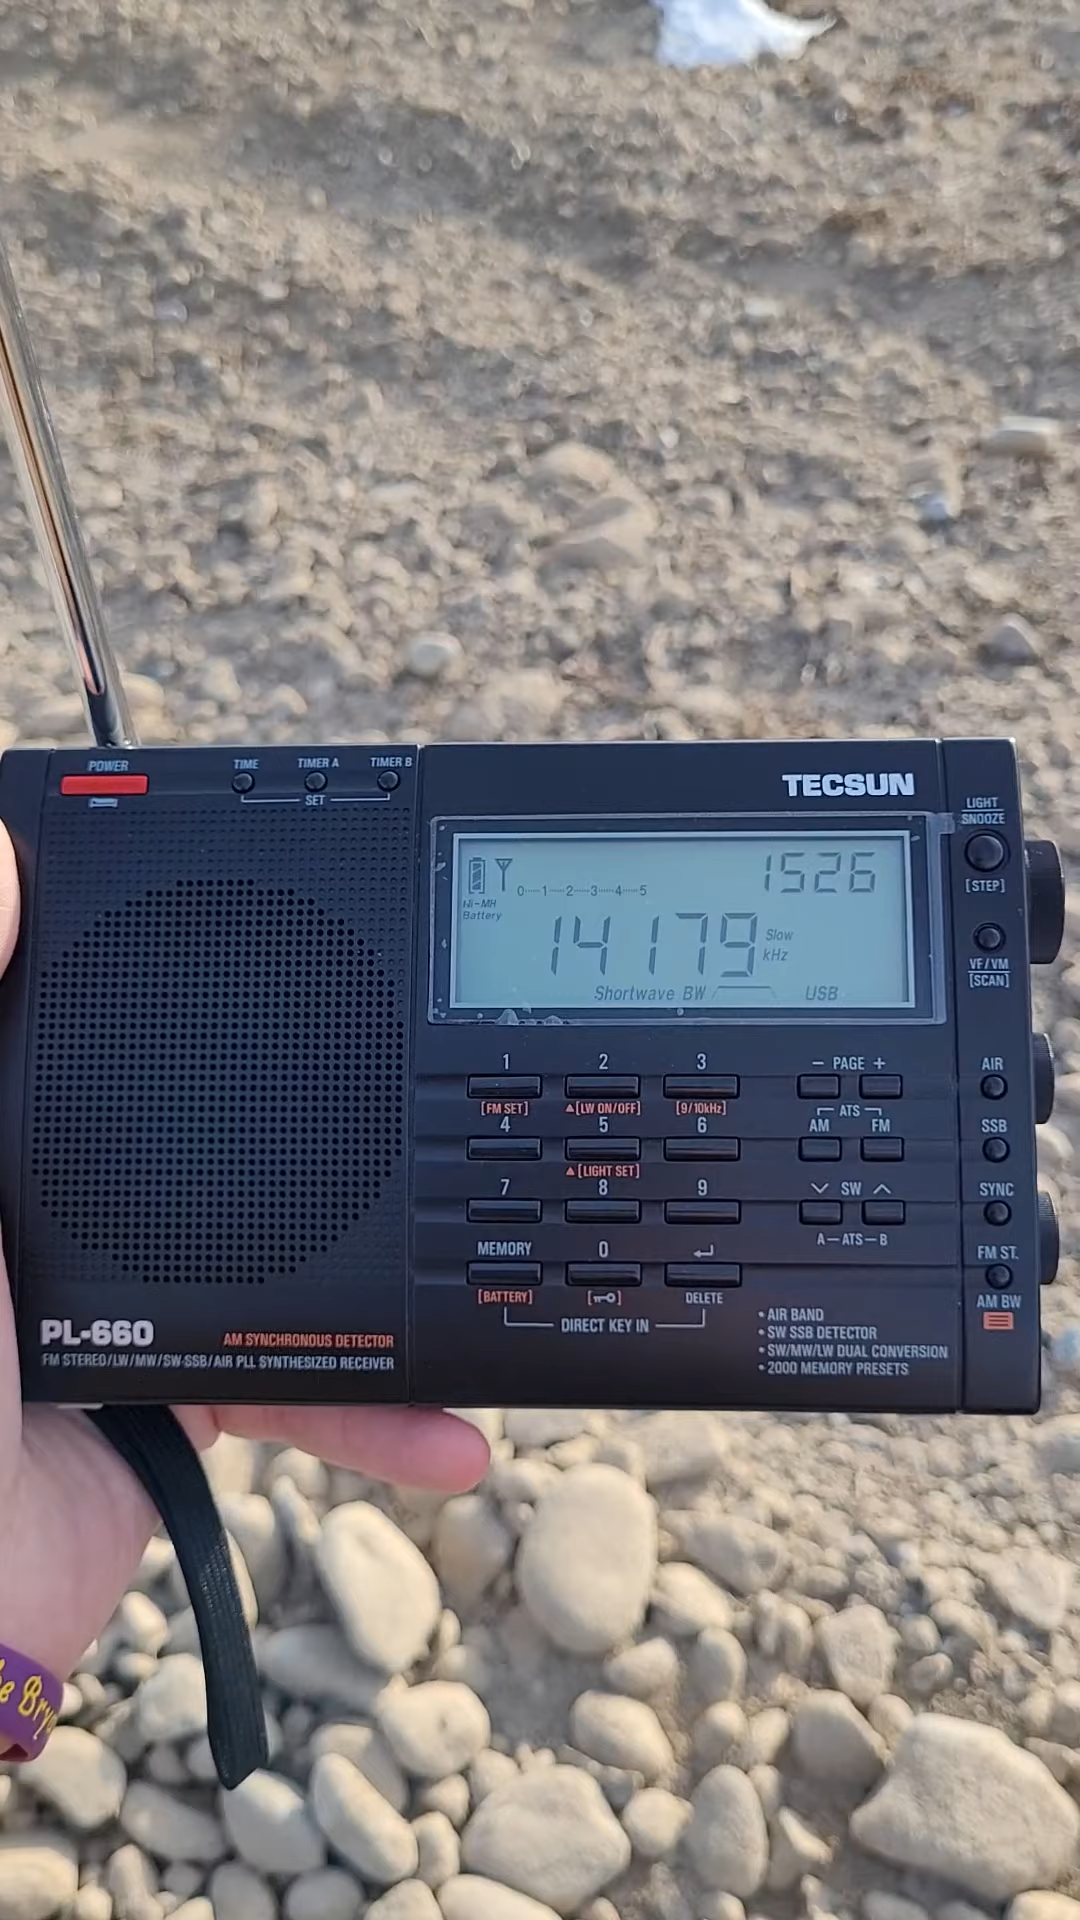 POWER
TIME TIMER A TIMER B
SET
TECSUN
LIGHT
SNOOZE
[STEP]
1526
0 1 2 3 4 5
Ni-MH
Battery
14179 Slow
kHz
Shortwave BW USB
VF/VM
[SCAN]
1 2 3 – PAGE + AIR
[FM SET] ▲[LW ON/OFF] [9/10kHz] ATS
4 5 6 AM FM SSB
▲[LIGHT SET]
7 8 9 SW SYNC
A–ATS–B
MEMORY 0 ↵ FM ST.
[BATTERY] DELETE AM BW
DIRECT KEY IN
• AIR BAND
• SW SSB DETECTOR
• SW/MW/LW DUAL CONVERSION
• 2000 MEMORY PRESETS
PL-660 AM SYNCHRONOUS DETECTOR
FM STEREO/LW/MW/SW-SSB/AIR PLL SYNTHESIZED RECEIVER